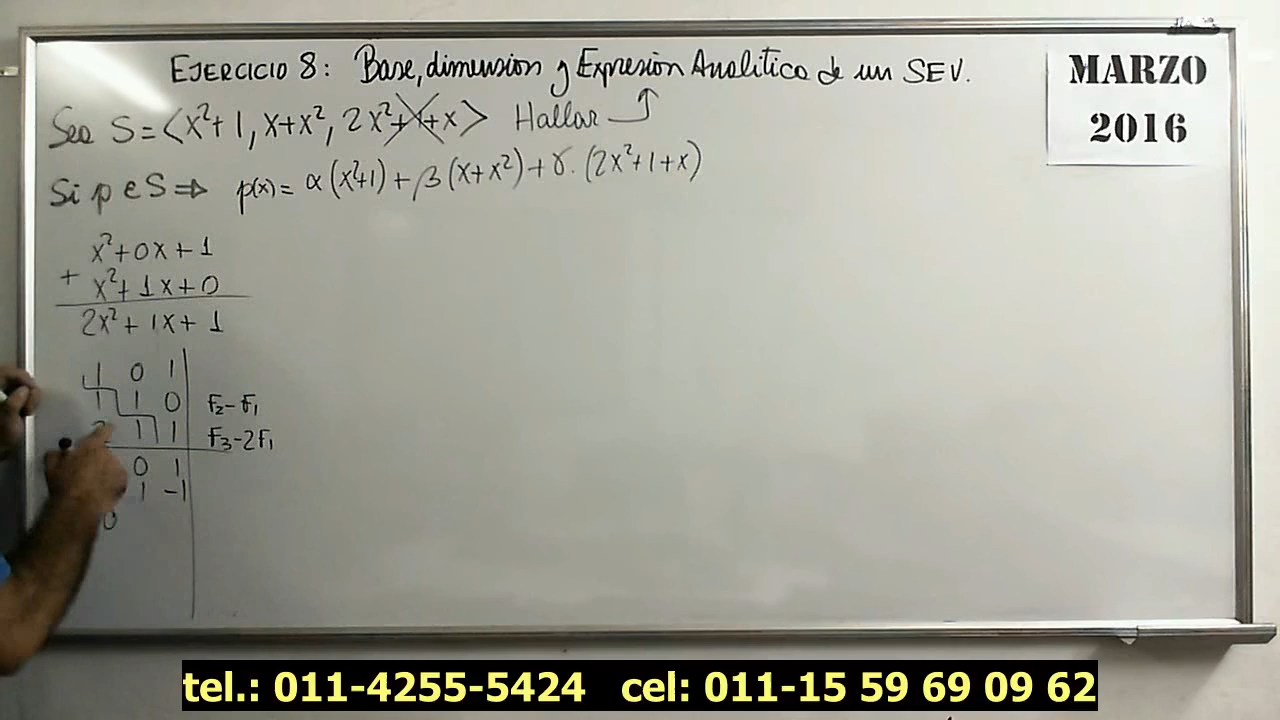 EJERCICIO 8: Base, dimension y Expresión Analitica de un SEV.
MARZO
2016
Sea S = <x²+1, x+x², 2x²+1+x> Hallar
Si p ∈ S ⇒ p(x) = α(x²+1) + β(x+x²) + γ.(2x²+1+x)
x²+0x+1
+ x²+1x+0
2x²+1x+1
1 0 1
1 1 0 F₂-F₁
2 1 1 F₃-2F₁
0 1
1 -1
0
tel.: 011-4255-5424 cel: 011-15 59 69 09 62